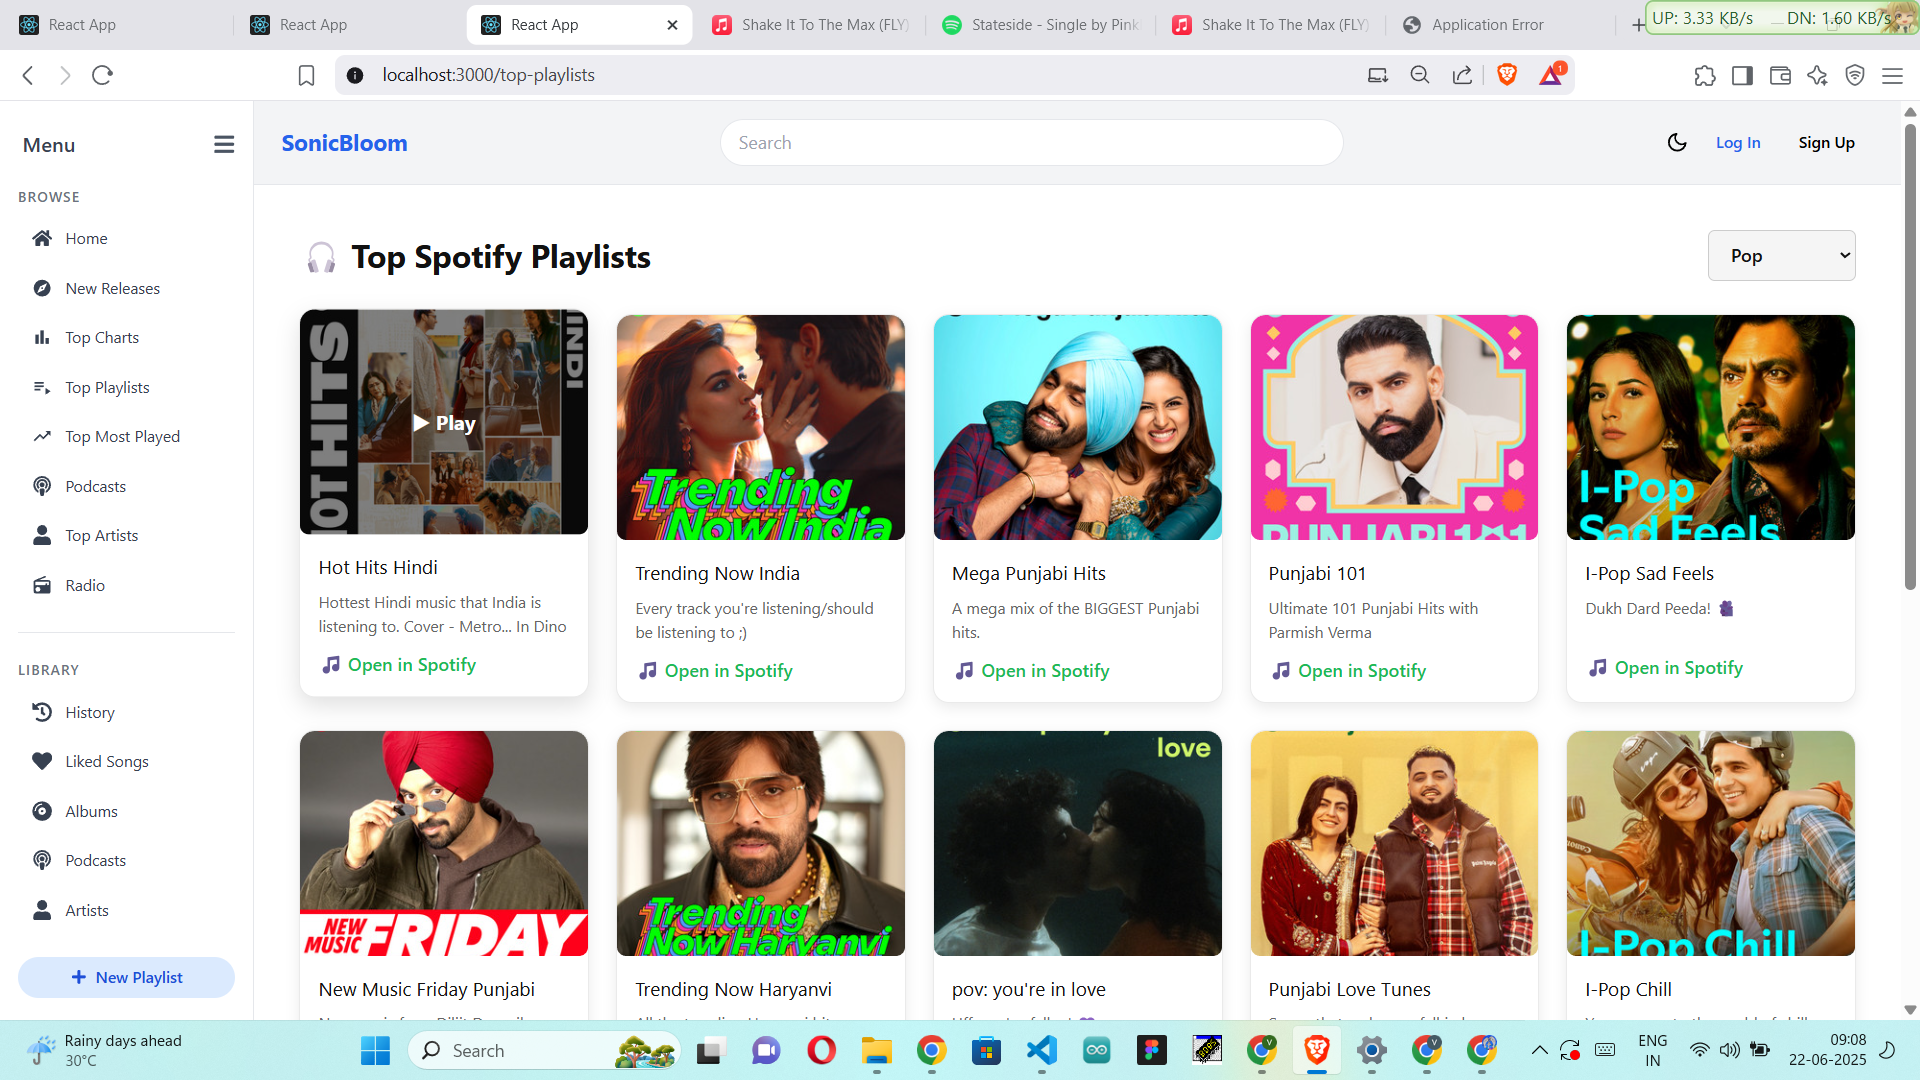 React App
React App
React App
Shake It To The Max (FLY)
Stateside - Single by Pink
Shake It To The Max (FLY)
Application Error
UP: 3.33 KB/s
DN: 1.60 KB/s
localhost:3000/top-playlists
1
Menu
SonicBloom
Search
Log In
Sign Up
BROWSE
Home
New Releases
Top Charts
Top Playlists
Top Most Played
Podcasts
Top Artists
Radio
LIBRARY
History
Liked Songs
Albums
Podcasts
Artists
+ New Playlist
Top Spotify Playlists
Pop
HOT HITS
HINDI
Play
Hot Hits Hindi
Hottest Hindi music that India is
listening to. Cover - Metro... In Dino
Open in Spotify
Trending
Now India
Trending Now India
Every track you're listening/should
be listening to ;)
Open in Spotify
Mega Punjabi Hits
A mega mix of the BIGGEST Punjabi
hits.
Open in Spotify
PUNJABI 101
Punjabi 101
Ultimate 101 Punjabi Hits with
Parmish Verma
Open in Spotify
I-Pop
Sad Feels
I-Pop Sad Feels
Dukh Dard Peeda!
Open in Spotify
NEW
MUSIC FRIDAY
New Music Friday Punjabi
Trending
Now Haryanvi
Trending Now Haryanvi
love
pov: you're in love
Punjabi Love Tunes
I-Pop Chill
I-Pop Chill
Rainy days ahead
30°C
Search
ENG
IN
09:08
22-06-2025